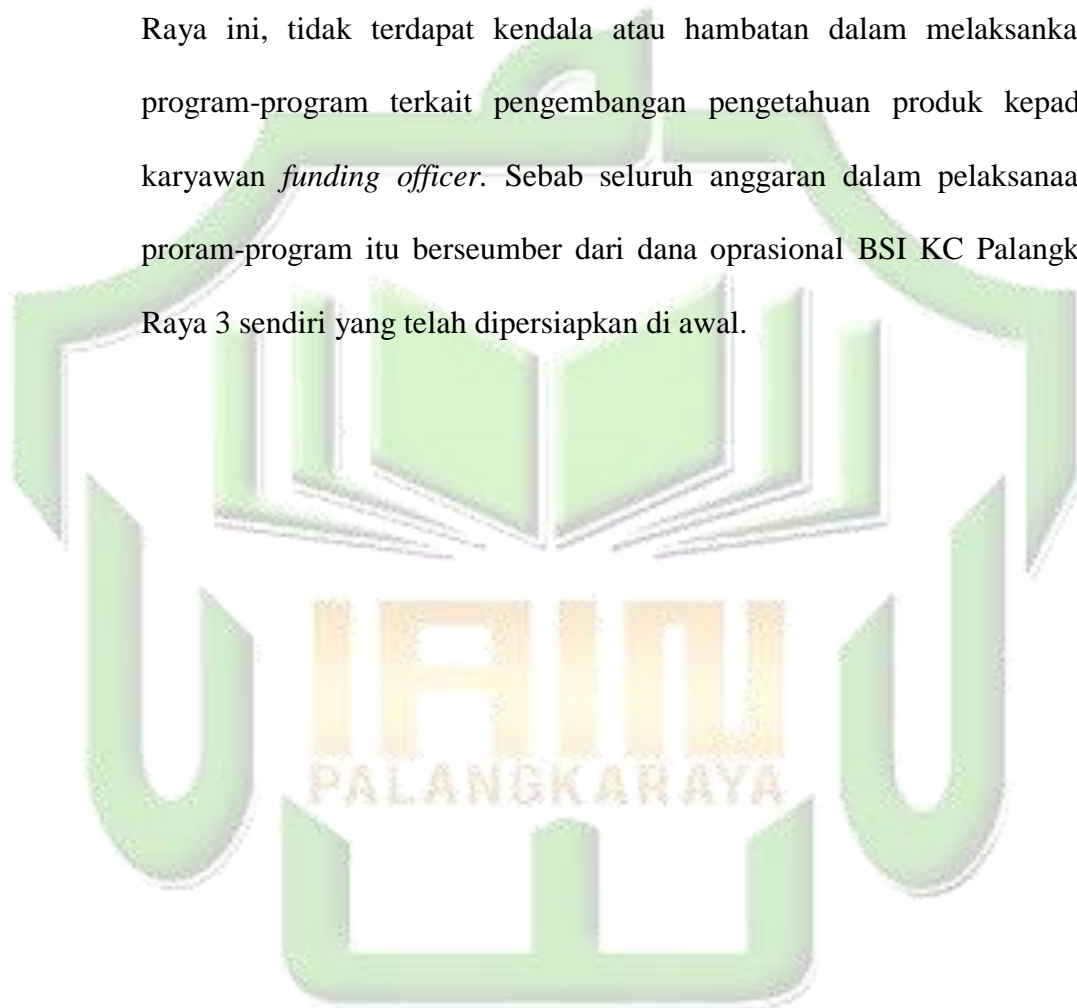 Raya ini, tidak terdapat kendala atau hambatan dalam melaksanka
program-program terkait pengembangan pengetahuan produk kepad
karyawan funding officer. Sebab seluruh anggaran dalam pelaksanaa
proram-program itu berseumber dari dana oprasional BSI KC Palangk
Raya 3 sendiri yang telah dipersiapkan di awal.
IAIN
PALANGKARAYA